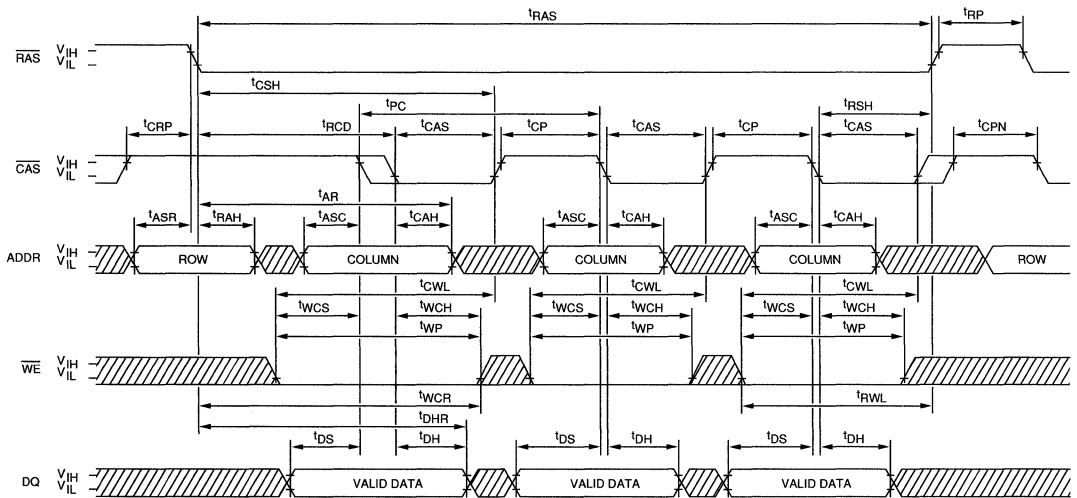 tRAS
tRP
RAS VIH
VIL
tCSH
tPC
tRSH
tCRP tRCD tCAS tCP tCAS tCP tCAS tCPN
CAS VIH
VIL
tAR
tASR tRAH tASC tCAH tASC tCAH tASC tCAH
ADDR VIH
VIL
ROW COLUMN COLUMN COLUMN ROW
tCWL tCWL tCWL
tWCS tWCH tWCS tWCH tWCS tWCH
tWP tWP tWP
WE VIH
VIL
tWCR tRWL
tDHR
tDS tDH tDS tDH tDS tDH
DQ VIH
VIL
VALID DATA VALID DATA VALID DATA